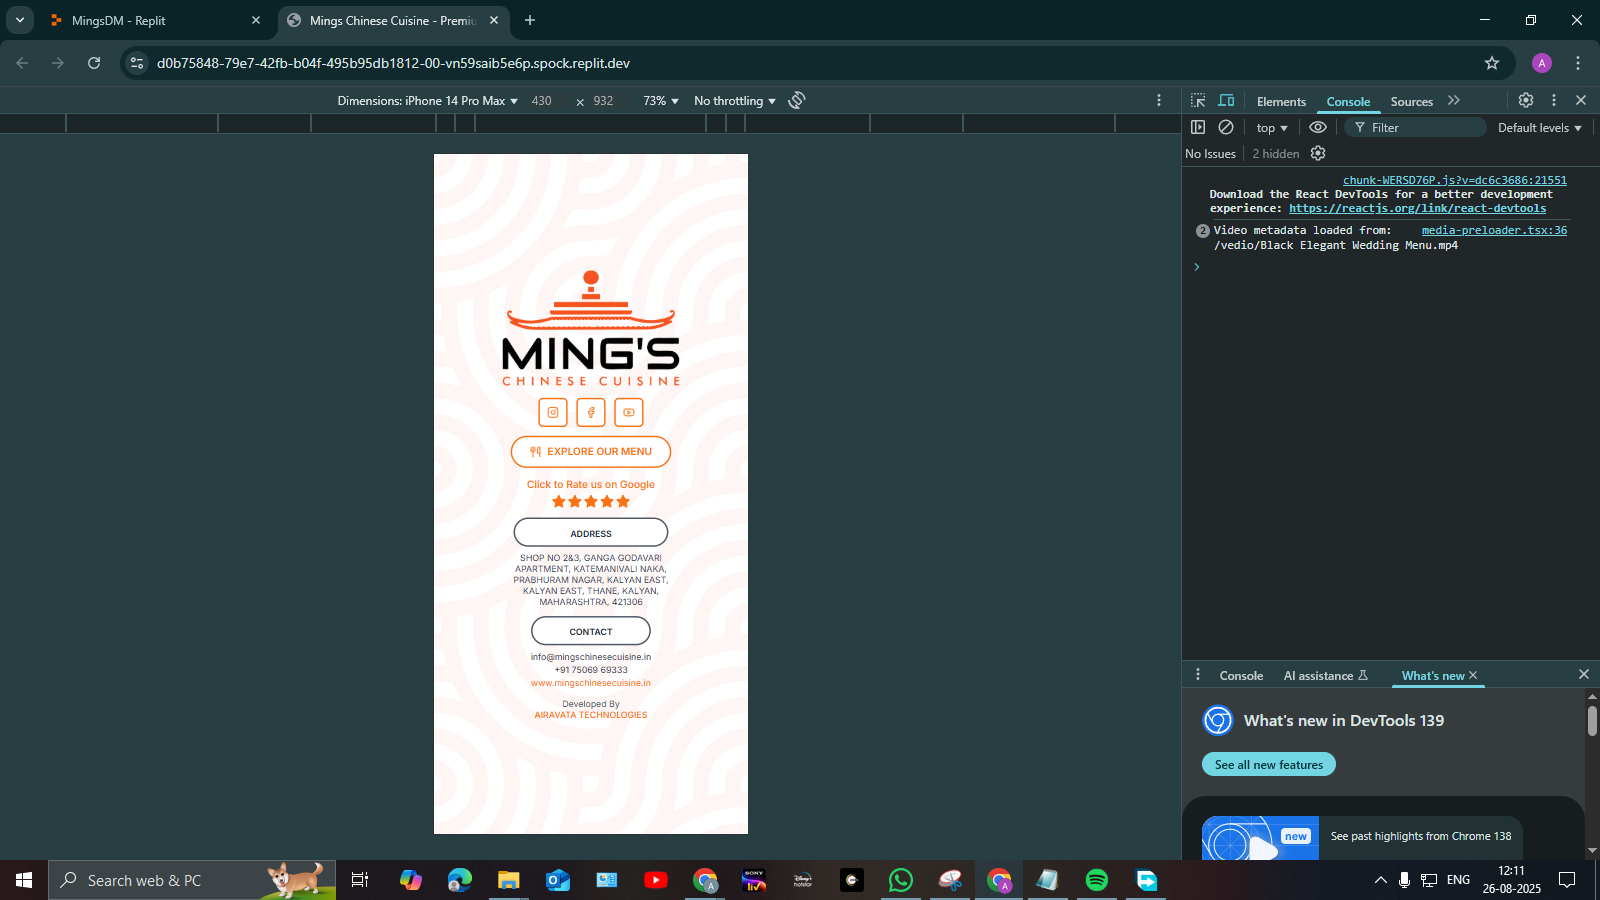 MingsDM - Replit
Mings Chinese Cuisine - Premiu
d0b75848-79e7-42fb-b04f-495b95db1812-00-vn59saib5e6p.spock.replit.dev
A
Dimensions: iPhone 14 Pro Max 430 × 932 73% No throttling
Elements Console Sources
top Filter Default levels
No Issues 2 hidden
chunk-WERSD76P.js?v=dc6c3686:21551
Download the React DevTools for a better development
experience: https://reactjs.org/link/react-devtools
2 Video metadata loaded from: media-preloader.tsx:36
/vedio/Black Elegant Wedding Menu.mp4
MING'S
CHINESE CUISINE
EXPLORE OUR MENU
Click to Rate us on Google
ADDRESS
SHOP NO 2&3, GANGA GODAVARI
APARTMENT, KATEMANIVALI NAKA,
PRABHURAM NAGAR, KALYAN EAST,
KALYAN EAST, THANE, KALYAN,
MAHARASHTRA, 421306
CONTACT
info@mingschinesecuisine.in
+91 75069 69333
www.mingschinesecuisine.in
Developed By
AIRAVATA TECHNOLOGIES
Console AI assistance What's new
What's new in DevTools 139
See all new features
new
See past highlights from Chrome 138
Search web & PC
SONY
liv
Disney+
hotstar
A
A
ENG
12:11
26-08-2025